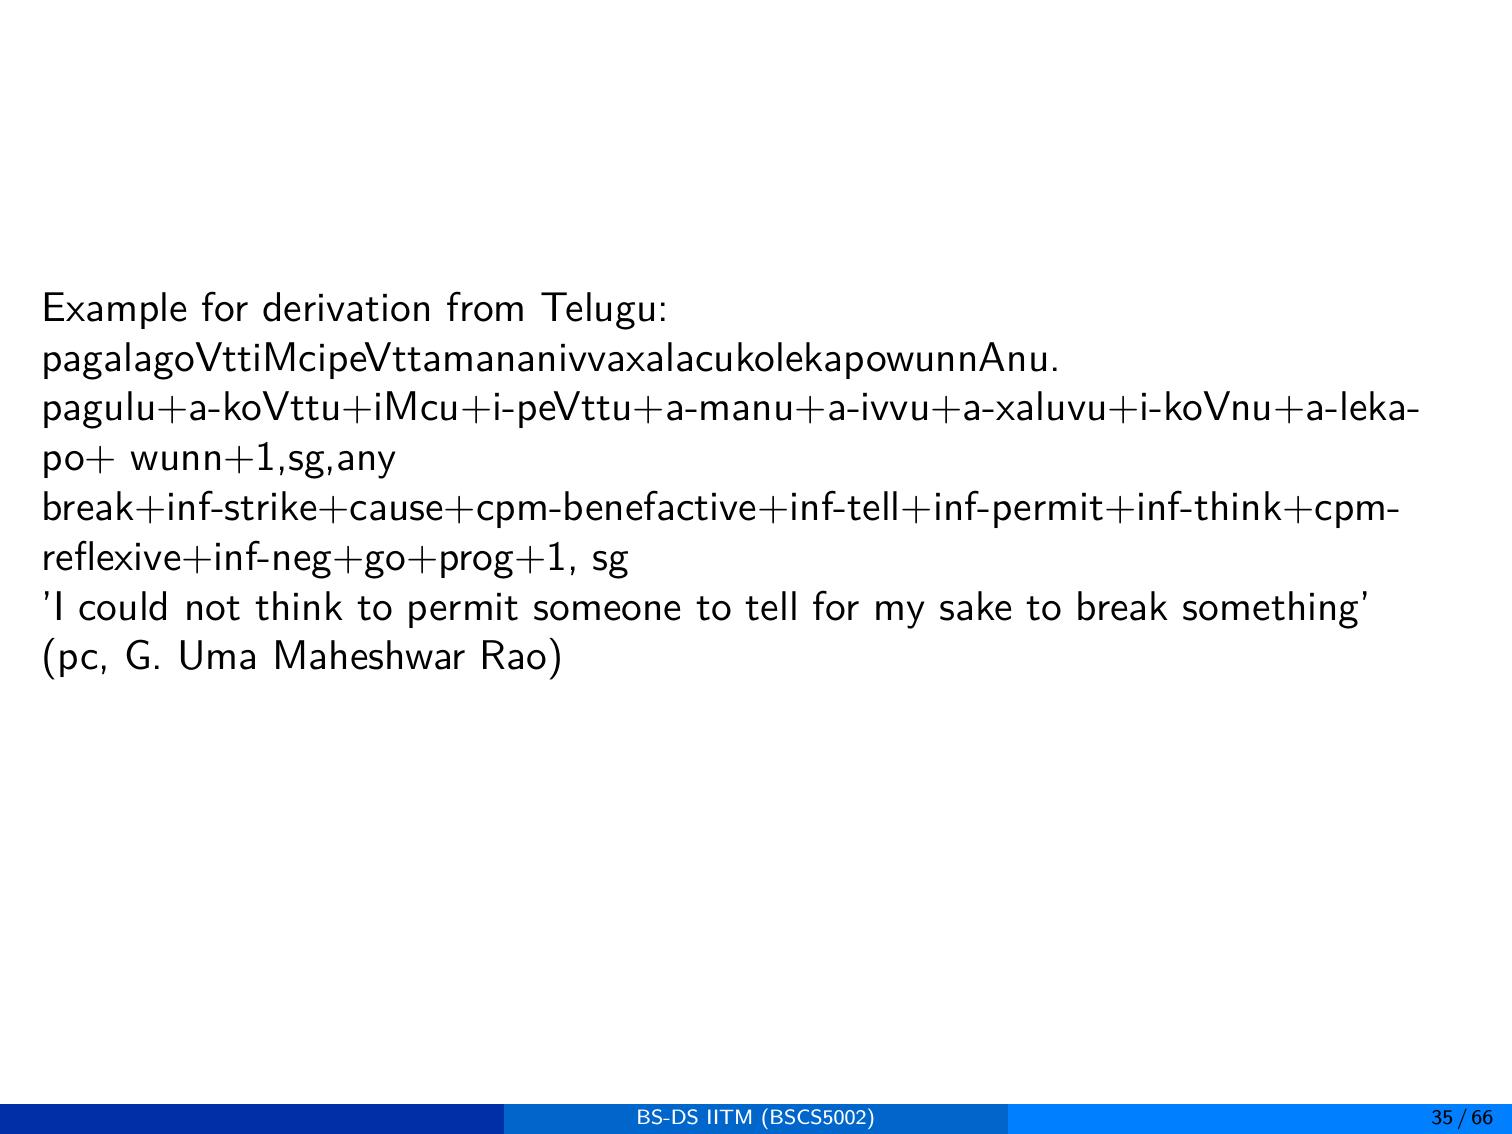 Example for derivation from Telugu:
pagalagoVttiMcipeVttamananivvaxalacukolekapowunnAnu.
pagulu+a-koVttu+iMcu+i-peVttu+a-manu+a-ivvu+a-xaluvu+i-koVnu+a-leka-
po+ wunn+1,sg,any
break+inf-strike+cause+cpm-benefactive+inf-tell+inf-permit+inf-think+cpm-
reflexive+inf-neg+go+prog+1, sg
’I could not think to permit someone to tell for my sake to break something’
(pc, G. Uma Maheshwar Rao)
BS-DS IITM (BSCS5002)
35 / 66